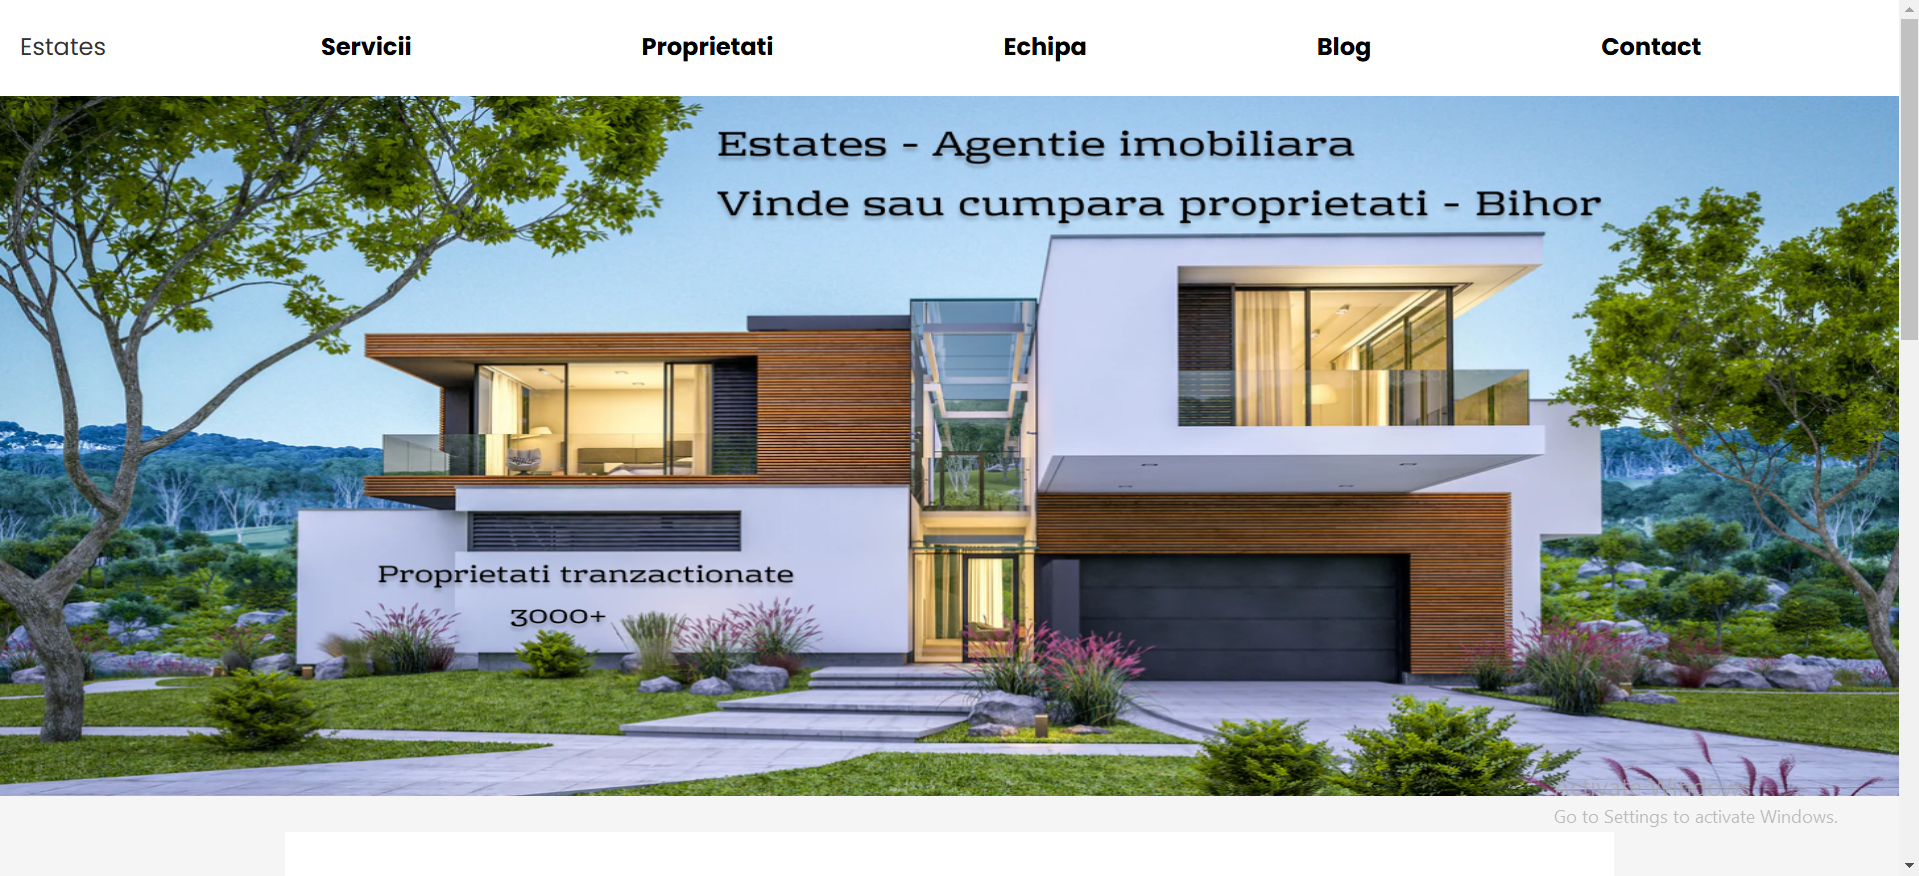 Estates
Servicii
Proprietati
Echipa
Blog
Contact
Estates - Agentie imobiliara
Vinde sau cumpara proprietati - Bihor
Proprietati tranzactionate
3000+
Go to Settings to activate Windows.